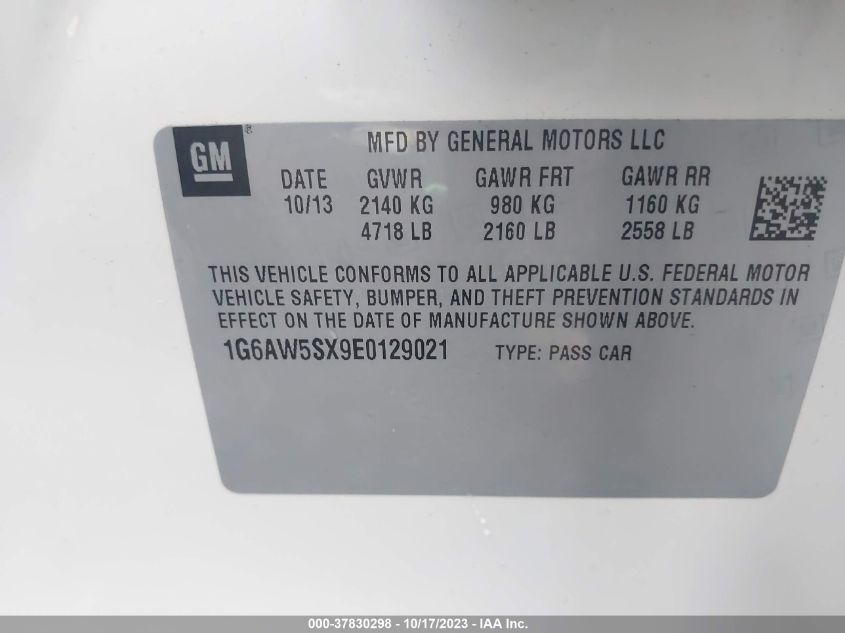 GM
®
MFD BY GENERAL MOTORS LLC
DATE GVWR GAWR FRT GAWR RR
10/13 2140 KG 980 KG 1160 KG
4718 LB 2160 LB 2558 LB
THIS VEHICLE CONFORMS TO ALL APPLICABLE U.S. FEDERAL MOTOR
VEHICLE SAFETY, BUMPER, AND THEFT PREVENTION STANDARDS IN
EFFECT ON THE DATE OF MANUFACTURE SHOWN ABOVE.
1G6AW5SX9E0129021 TYPE: PASS CAR
000-37830298 - 10/17/2023 - IAA Inc.